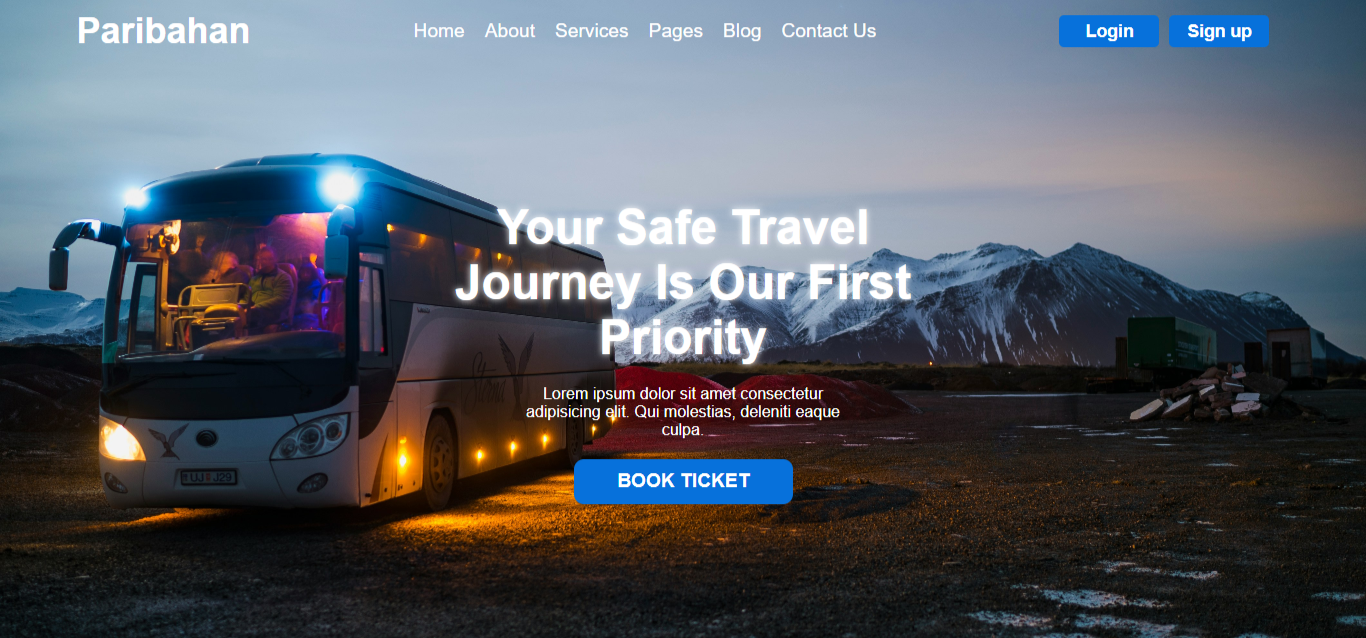 Paribahan
Home About Services Pages Blog Contact Us
Login Sign up
Your Safe Travel
Journey Is Our First
Priority
Lorem ipsum dolor sit amet consectetur
adipisicing elit. Qui molestias, deleniti eaque
culpa.
BOOK TICKET